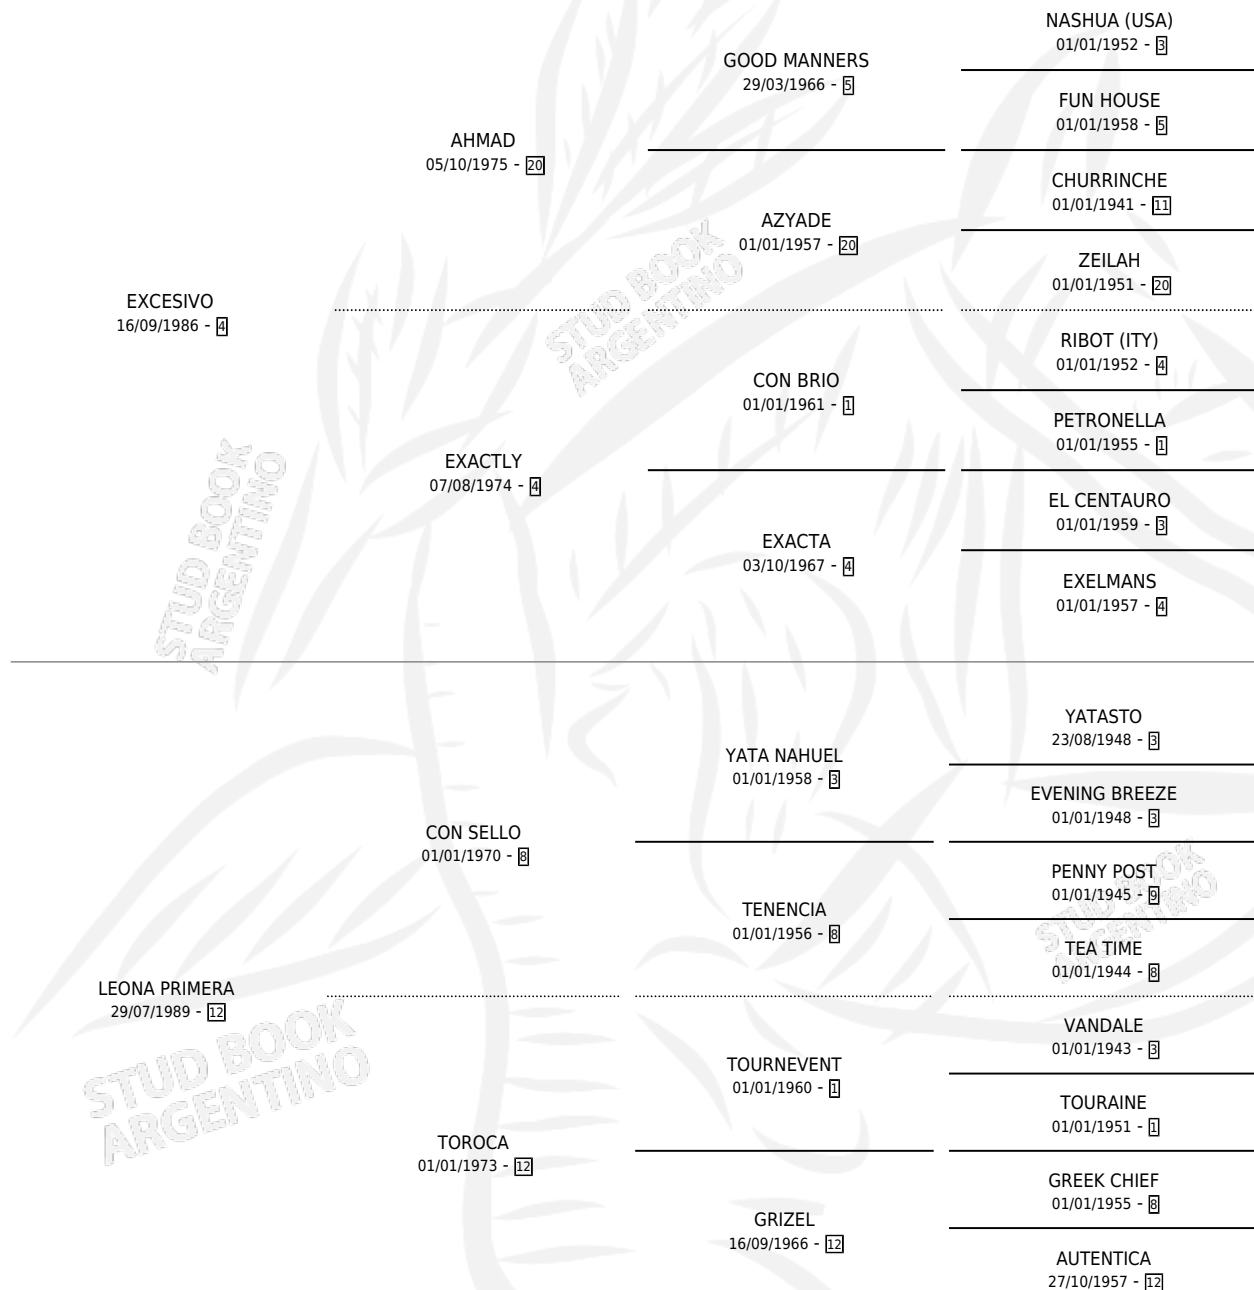 EXCESIVO
16/09/1986 - 4
AHMAD
05/10/1975 - 20
GOOD MANNERS
29/03/1966 - 5
NASHUA (USA)
01/01/1952 - 3
FUN HOUSE
01/01/1958 - 5
AZYADE
01/01/1957 - 20
CHURRINCHE
01/01/1941 - 11
ZEILAH
01/01/1951 - 20
EXACTLY
07/08/1974 - 4
CON BRIO
01/01/1961 - 1
RIBOT (ITY)
01/01/1952 - 4
PETRONELLA
01/01/1955 - 1
EXACTA
03/10/1967 - 4
EL CENTAURO
01/01/1959 - 3
EXELMANS
01/01/1957 - 4
LEONA PRIMERA
29/07/1989 - 12
CON SELLO
01/01/1970 - 8
YATA NAHUEL
01/01/1958 - 3
YATASTO
23/08/1948 - 3
EVENING BREEZE
01/01/1948 - 3
TENENCIA
01/01/1956 - 8
PENNY POST
01/01/1945 - 9
TEA TIME
01/01/1944 - 8
TOROCA
01/01/1973 - 12
TOURNEVENT
01/01/1960 - 1
VANDALE
01/01/1943 - 3
TOURAINE
01/01/1951 - 1
GRIZEL
16/09/1966 - 12
GREEK CHIEF
01/01/1955 - 8
AUTENTICA
27/10/1957 - 12
STUD BOOK
ARGENTINO
STUD BOOK
ARGENTINO
STUD BOOK
ARGENTINO
STUD BOOK
ARGENTINO